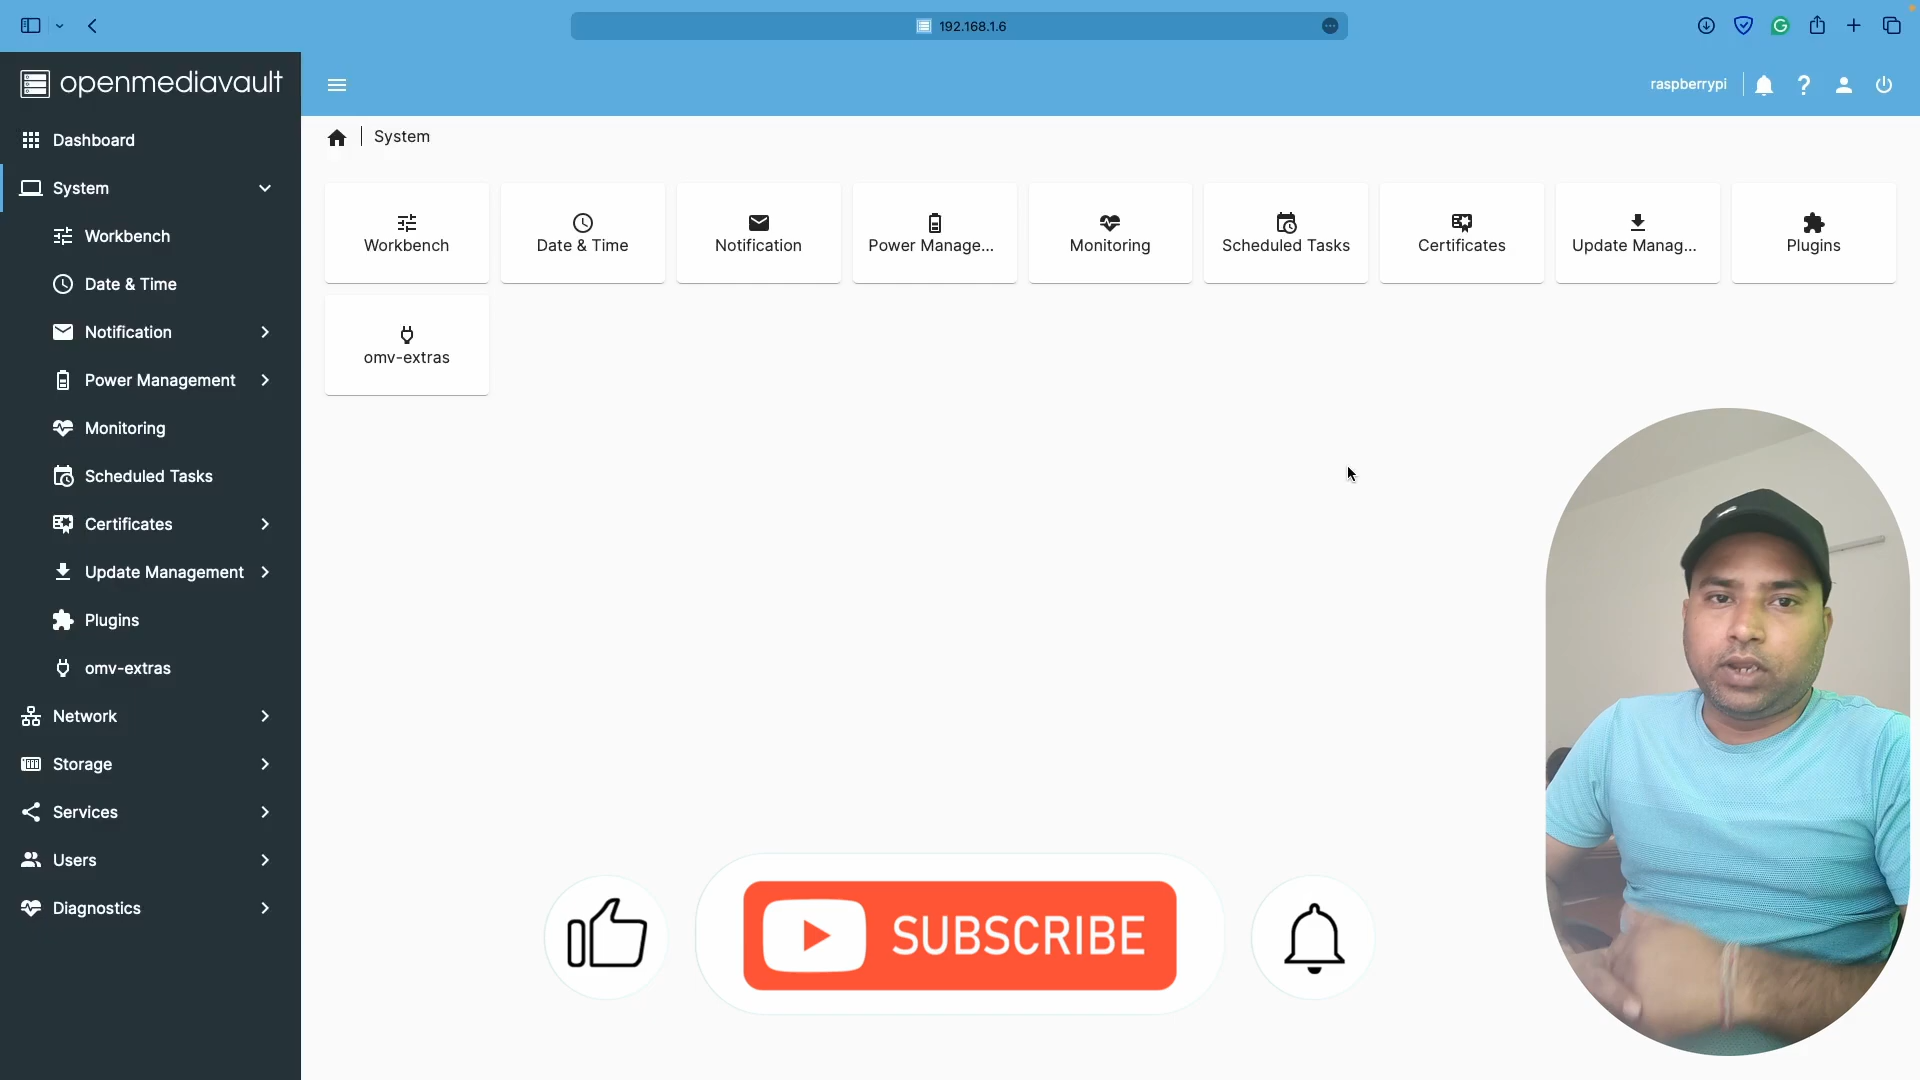 192.168.1.6
openmediavault
raspberrypi
Dashboard
System
Workbench
Date & Time
Notification
Power Management
Monitoring
Scheduled Tasks
Certificates
Update Management
Plugins
omv-extras
Network
Storage
Services
Users
Diagnostics
System
Workbench
Date & Time
Notification
Power Manage...
Monitoring
Scheduled Tasks
Certificates
Update Manag...
Plugins
omv-extras
SUBSCRIBE